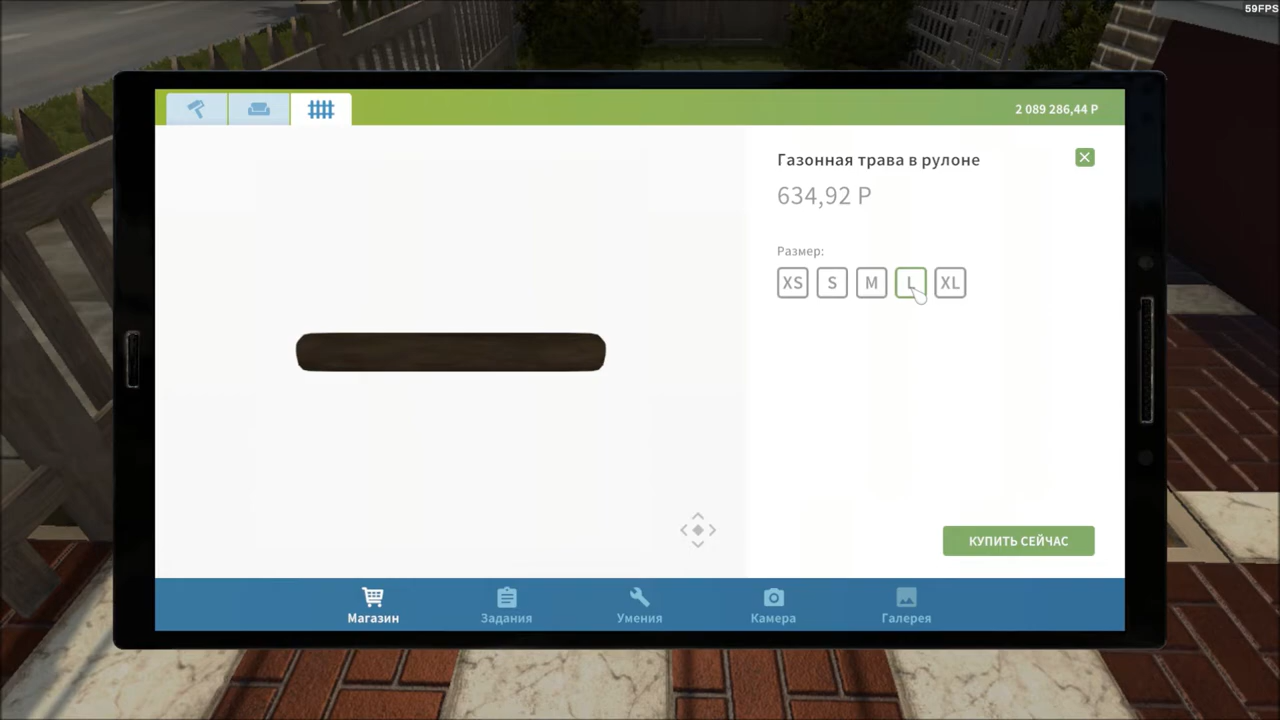 59FPS
2 089 286,44 Р
Газонная трава в рулоне
634,92 Р
Размер:
XS S M L XL
КУПИТЬ СЕЙЧАС
Магазин Задания Умения Камера Галерея